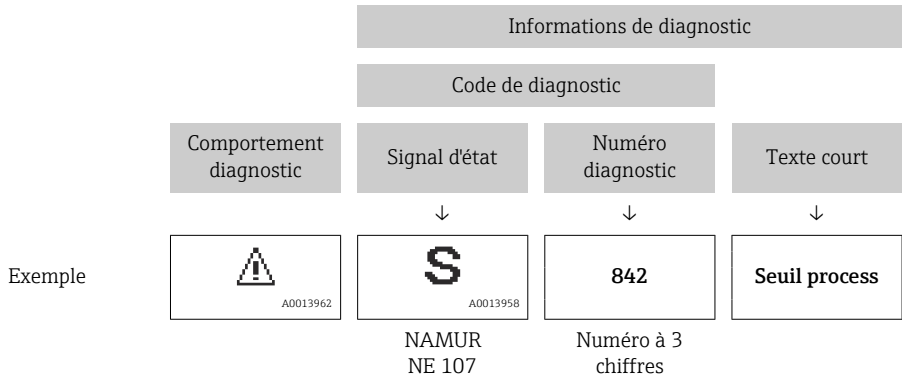 Informations de diagnostic
Code de diagnostic
Comportement
diagnostic
Signal d'état
Numéro
diagnostic
Texte court
↓ ↓ ↓
Exemple
A0013962
S
A0013958
842
Seuil process
NAMUR
NE 107
Numéro à 3
chiffres